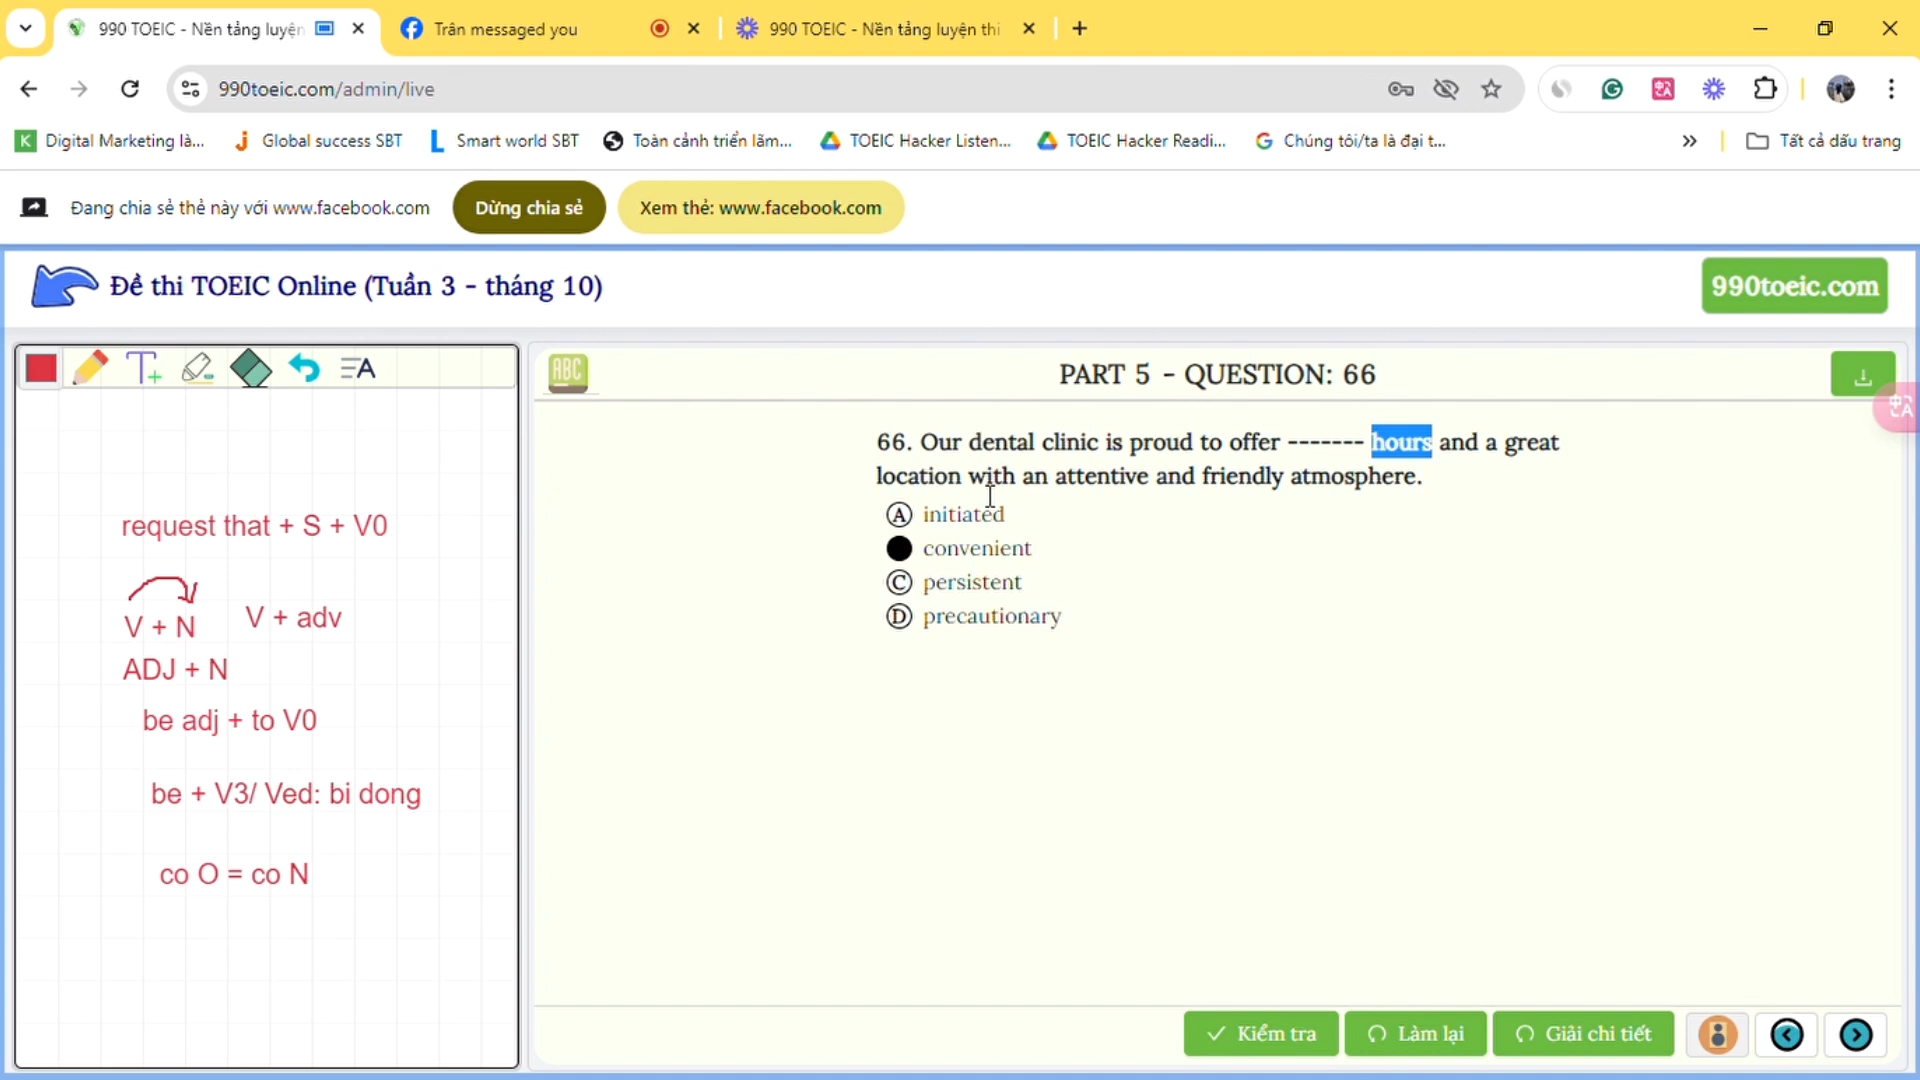 990 TOEIC - Nền tảng luyện
Trân messaged you
990 TOEIC - Nền tảng luyện thi
990toeic.com/admin/live
Digital Marketing là...
Global success SBT
Smart world SBT
Toàn cảnh triển lãm...
TOEIC Hacker Listen...
TOEIC Hacker Readi...
Chúng tôi/ta là đại t...
Tất cả dấu trang
Đang chia sẻ thẻ này với www.facebook.com
Dừng chia sẻ
Xem thẻ: www.facebook.com
Đề thi TOEIC Online (Tuần 3 - tháng 10)
990toeic.com
ABC
PART 5 - QUESTION: 66
66. Our dental clinic is proud to offer ------- hours and a great
location with an attentive and friendly atmosphere.
A initiated
convenient
C persistent
D precautionary
request that + S + V0
V + N
V + adv
ADJ + N
be adj + to V0
be + V3/ Ved: bi dong
co O = co N
Kiểm tra
Làm lại
Giải chi tiết